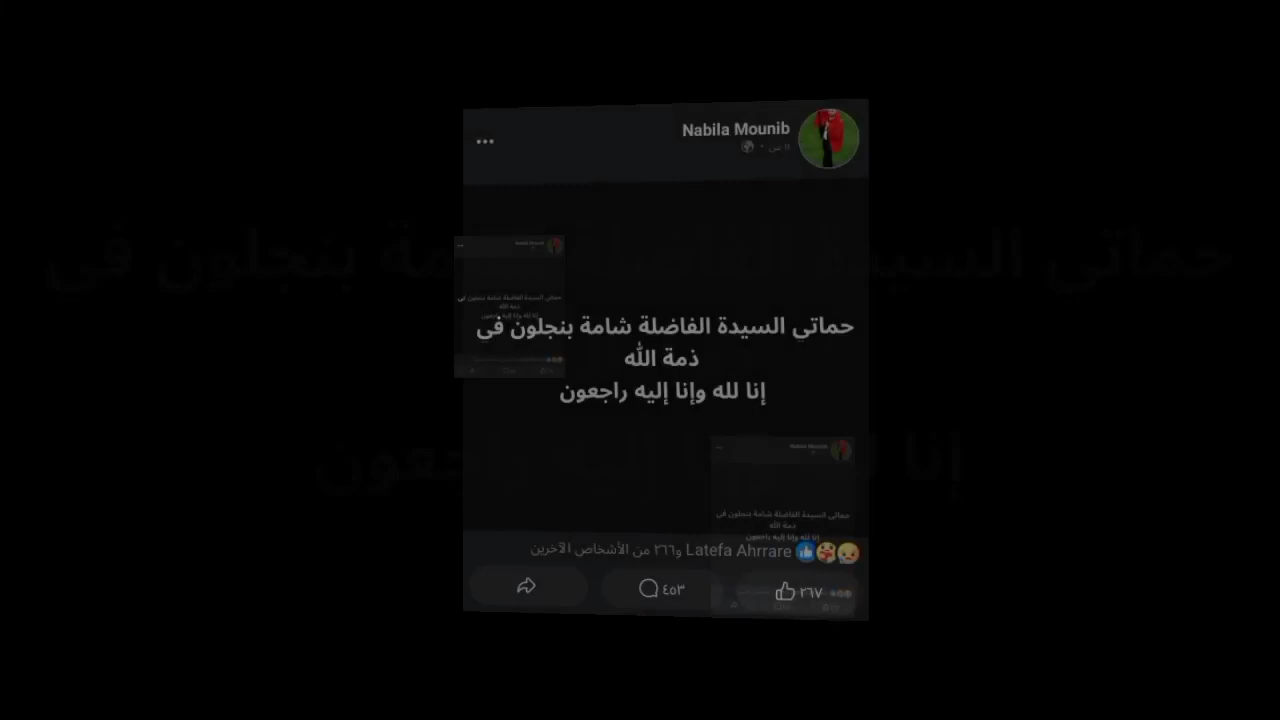 Nabila Mounib
١١ س
حماتي السيدة الفاضلة شامة بنجلون في
ذمة الله
إنا لله وإنا إليه راجعون
Latefa Ahrrare و٢٦٦ من الأشخاص الآخرين
٢٦٧
٤٥٣